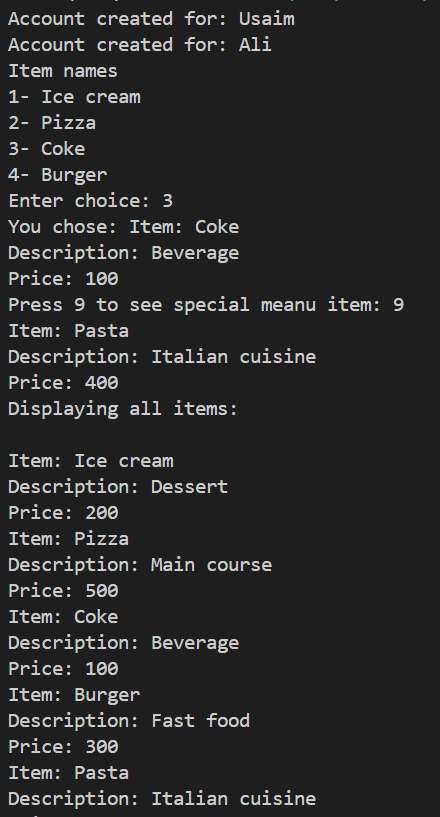 Account created for: Usaim
Account created for: Ali
Item names
1- Ice cream
2- Pizza
3- Coke
4- Burger
Enter choice: 3
You chose: Item: Coke
Description: Beverage
Price: 100
Press 9 to see special meanu item: 9
Item: Pasta
Description: Italian cuisine
Price: 400
Displaying all items:

Item: Ice cream
Description: Dessert
Price: 200
Item: Pizza
Description: Main course
Price: 500
Item: Coke
Description: Beverage
Price: 100
Item: Burger
Description: Fast food
Price: 300
Item: Pasta
Description: Italian cuisine